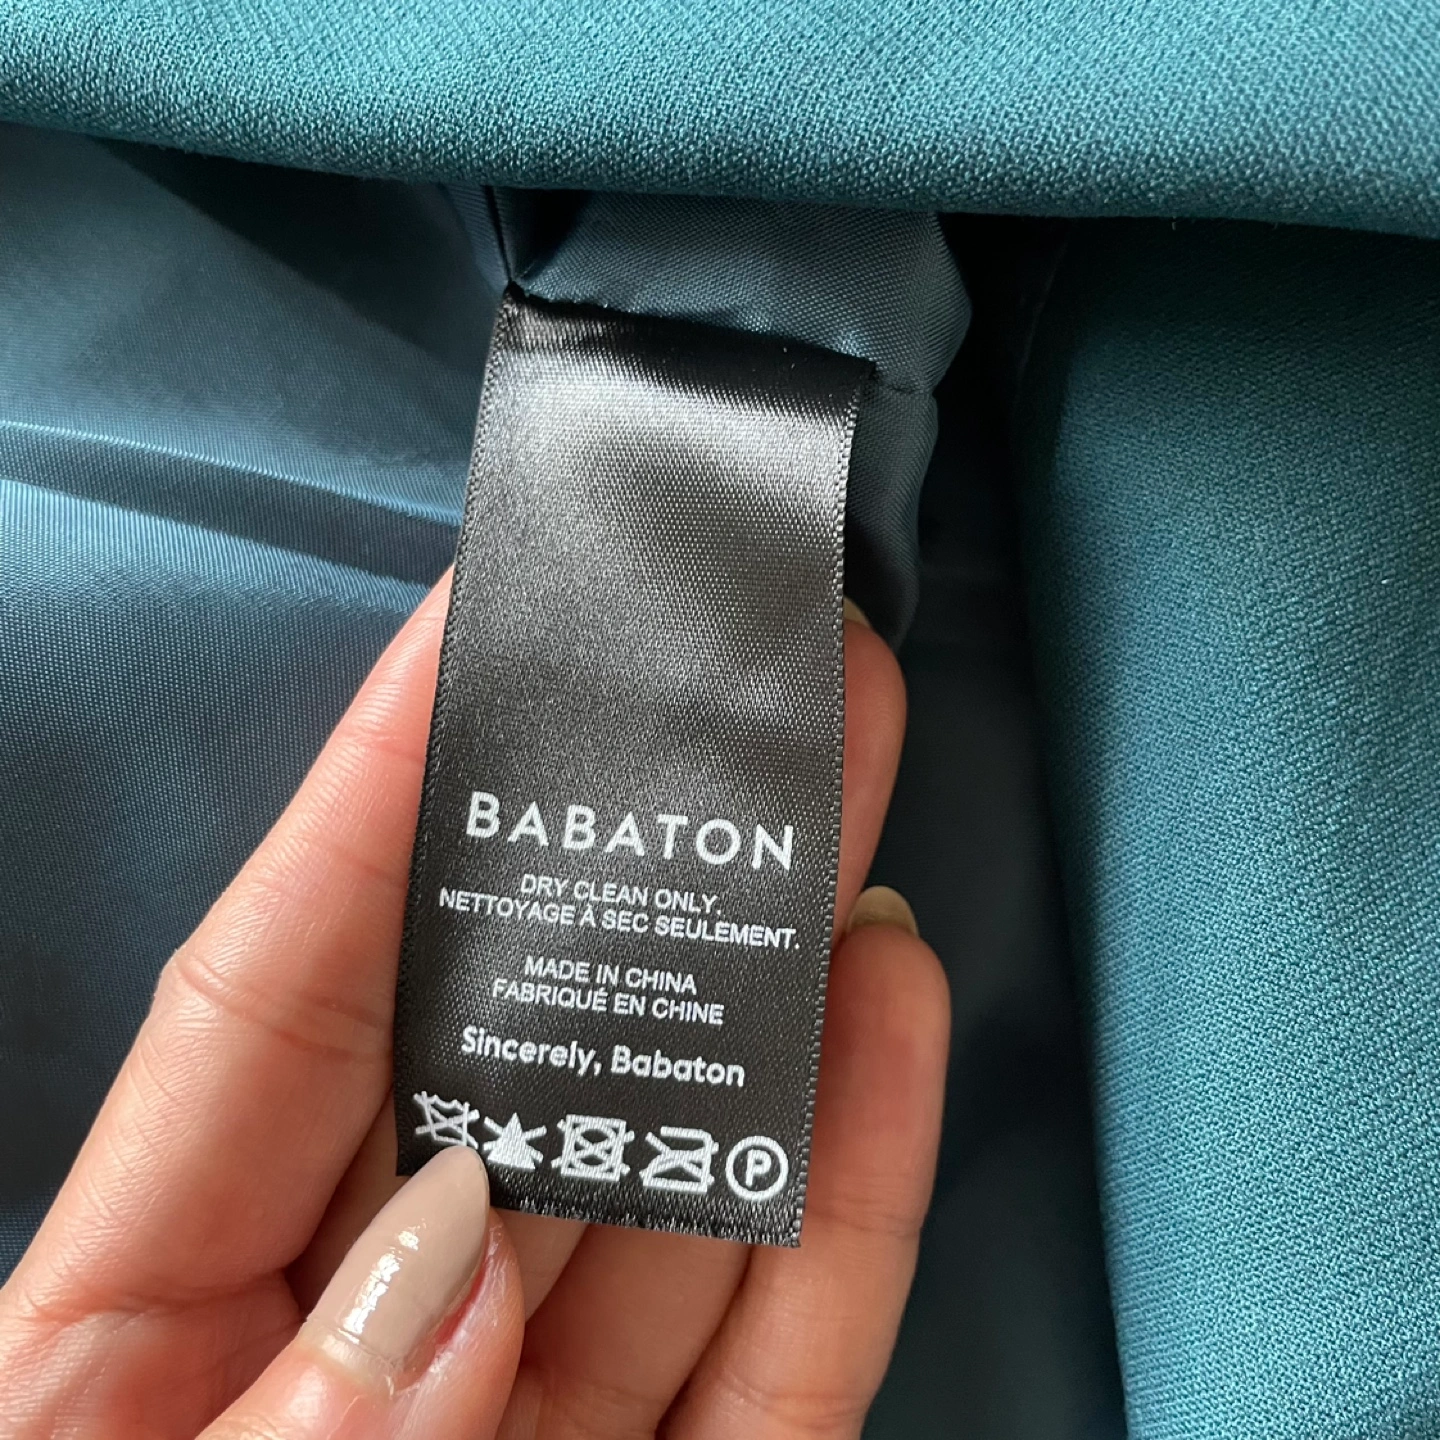 BABATON
DRY CLEAN ONLY.
NETTOYAGE À SEC SEULEMENT.
MADE IN CHINA
FABRIQUÉ EN CHINE
Sincerely, Babaton
P